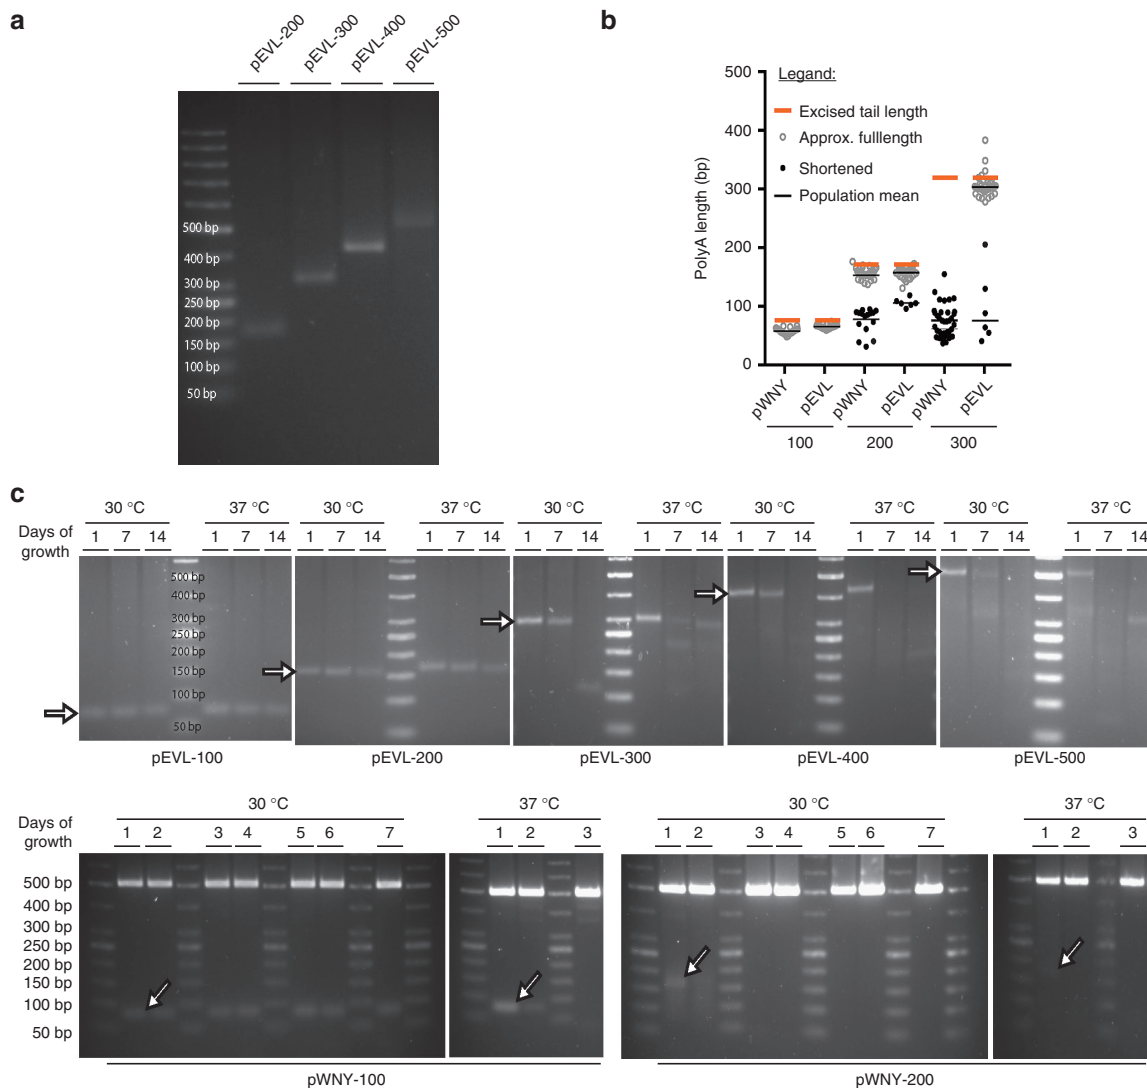 a
pEVL-200 pEVL-300 pEVL-400 pEVL-500
500 bp
400 bp
300 bp
250 bp
200 bp
150 bp
100 bp
50 bp
b
PolyA length (bp)
500
400
300
200
100
0
Legand:
Excised tail length
Approx. fulllength
Shortened
Population mean
pWNY pEVL pWNY pEVL pWNY pEVL
100 200 300
c
30 °C 37 °C 30 °C 37 °C 30 °C 37 °C 30 °C 37 °C 30 °C 37 °C
Days of growth
1 7 14 1 7 14 1 7 14 1 7 14 1 7 14 1 7 14 1 7 14 1 7 14 1 7 14 1 7 14
500 bp
400 bp
300 bp
250 bp
200 bp
150 bp
100 bp
50 bp
pEVL-100 pEVL-200 pEVL-300 pEVL-400 pEVL-500
30 °C 37 °C 30 °C 37 °C
Days of growth
1 2 3 4 5 6 7 1 2 3 1 2 3 4 5 6 7 1 2 3
500 bp
400 bp
300 bp
250 bp
200 bp
150 bp
100 bp
50 bp
pWNY-100 pWNY-200